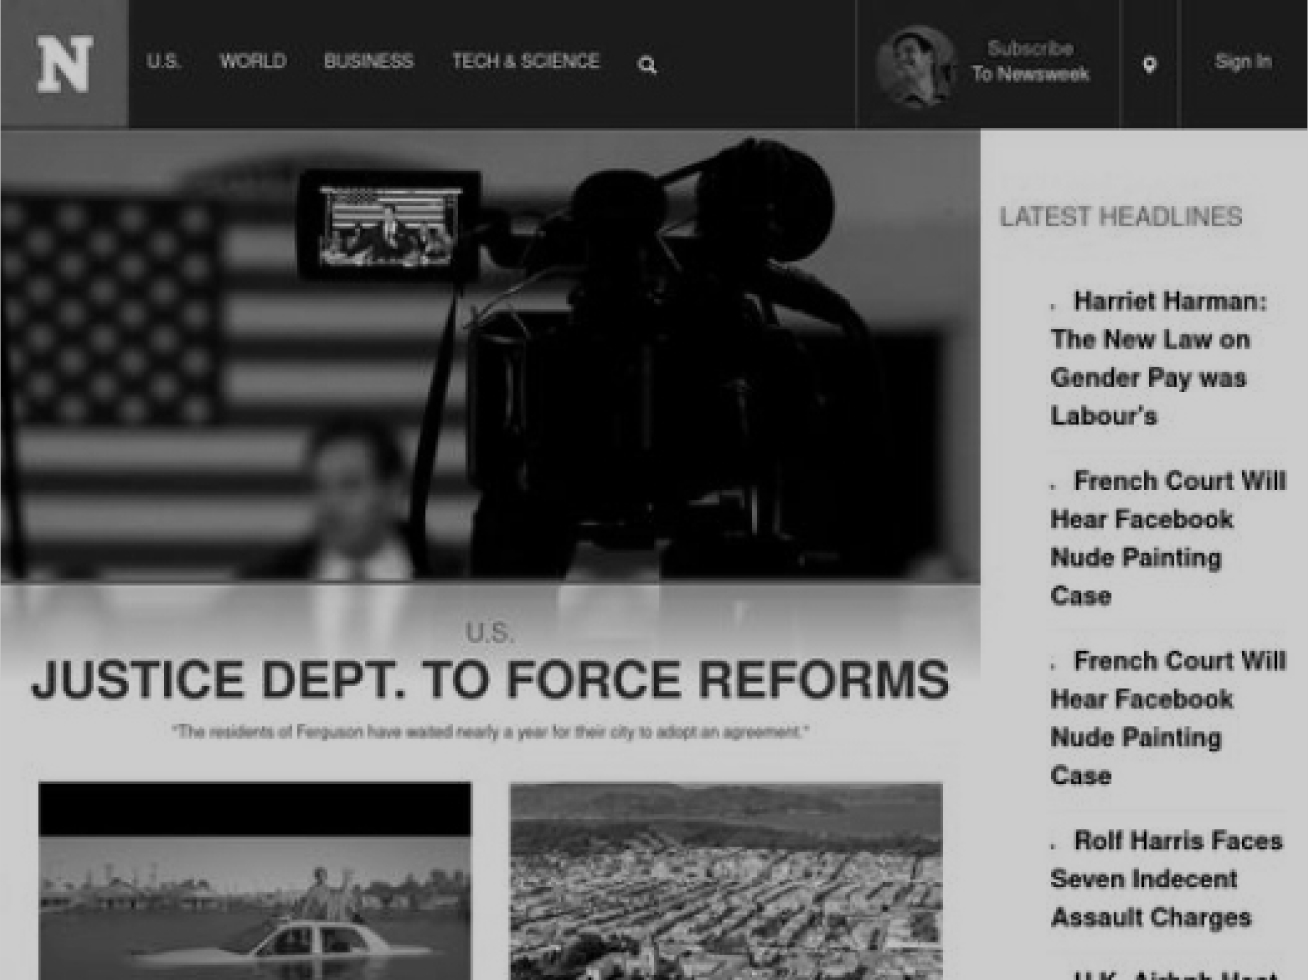 N
U.S. WORLD BUSINESS TECH & SCIENCE
Subscribe
To Newsweek
Sign In
LATEST HEADLINES
. Harriet Harman:
The New Law on
Gender Pay was
Labour's
. French Court Will
Hear Facebook
Nude Painting
Case
. French Court Will
Hear Facebook
Nude Painting
Case
. Rolf Harris Faces
Seven Indecent
Assault Charges
U.S.
JUSTICE DEPT. TO FORCE REFORMS
"The residents of Ferguson have waited nearly a year for their city to adopt an agreement."